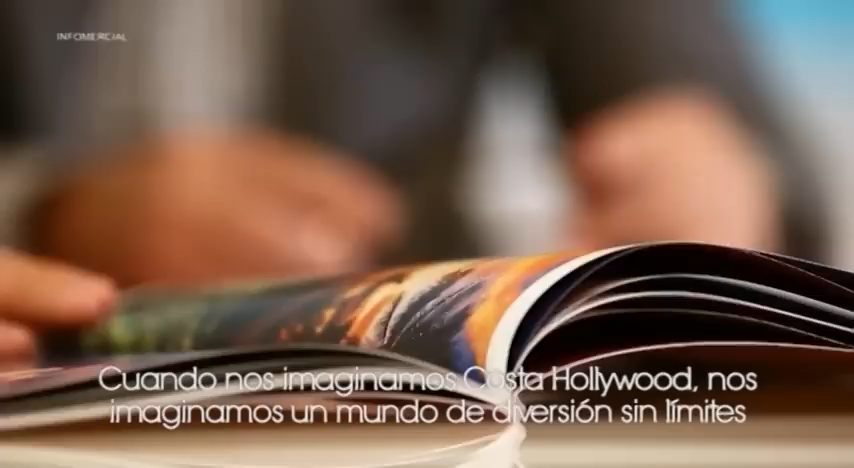 INFOMERCIAL
Cuando nos imaginamos Costa Hollywood, nos
imaginamos un mundo de diversión sin límites